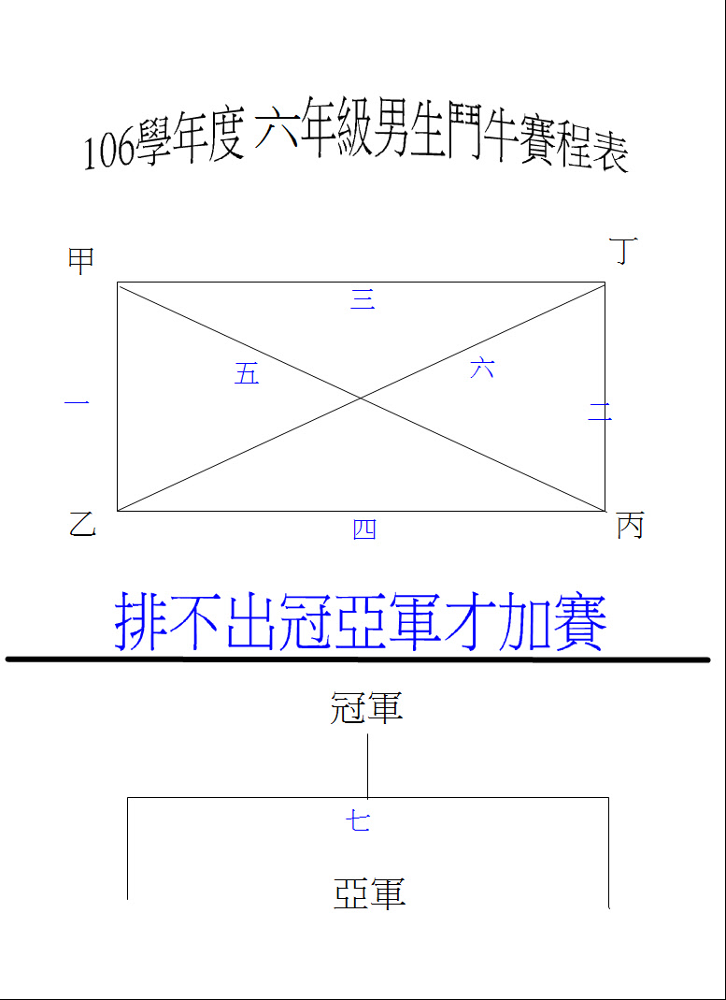 106學年度 六年級男生鬥牛賽程表
甲
丁
三
五
六
一
二
乙
四
丙
排不出冠亞軍才加賽
冠軍
七
亞軍